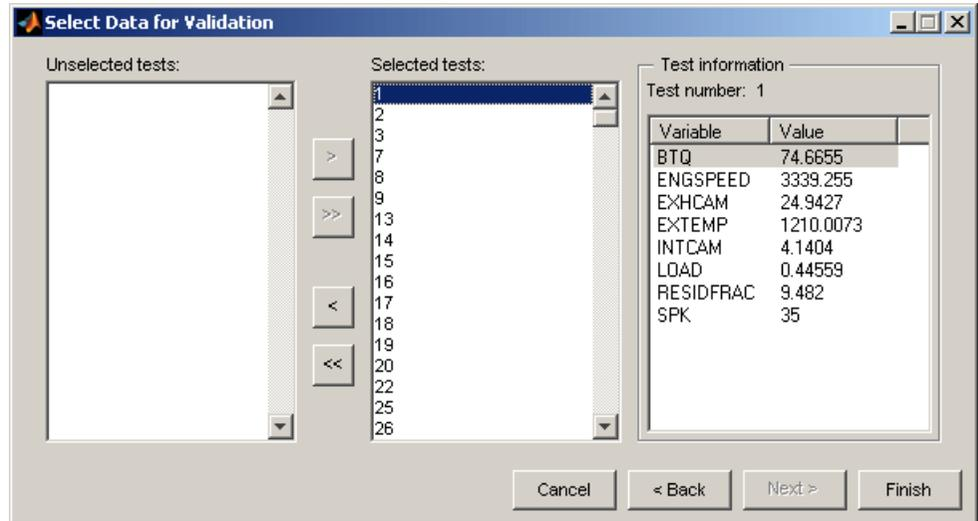 Select Data for Validation
Unselected tests:
Selected tests:
1
2
3
7
8
9
13
14
15
16
17
18
19
20
22
25
26
>
>>
<
<<
Test information
Test number: 1
Variable Value
BTQ 74.6655
ENGSPEED 3339.255
EXHCAM 24.9427
EXTEMP 1210.0073
INTCAM 4.1404
LOAD 0.44559
RESIDFRAC 9.482
SPK 35
Cancel
< Back
Next >
Finish